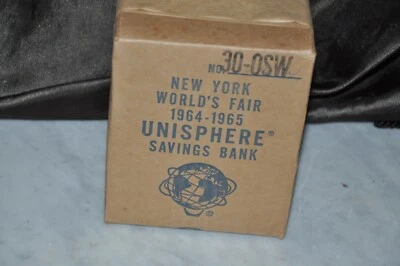 NO. 30-OSW
NEW YORK
WORLD'S FAIR
1964-1965
UNISPHERE®
SAVINGS BANK
®